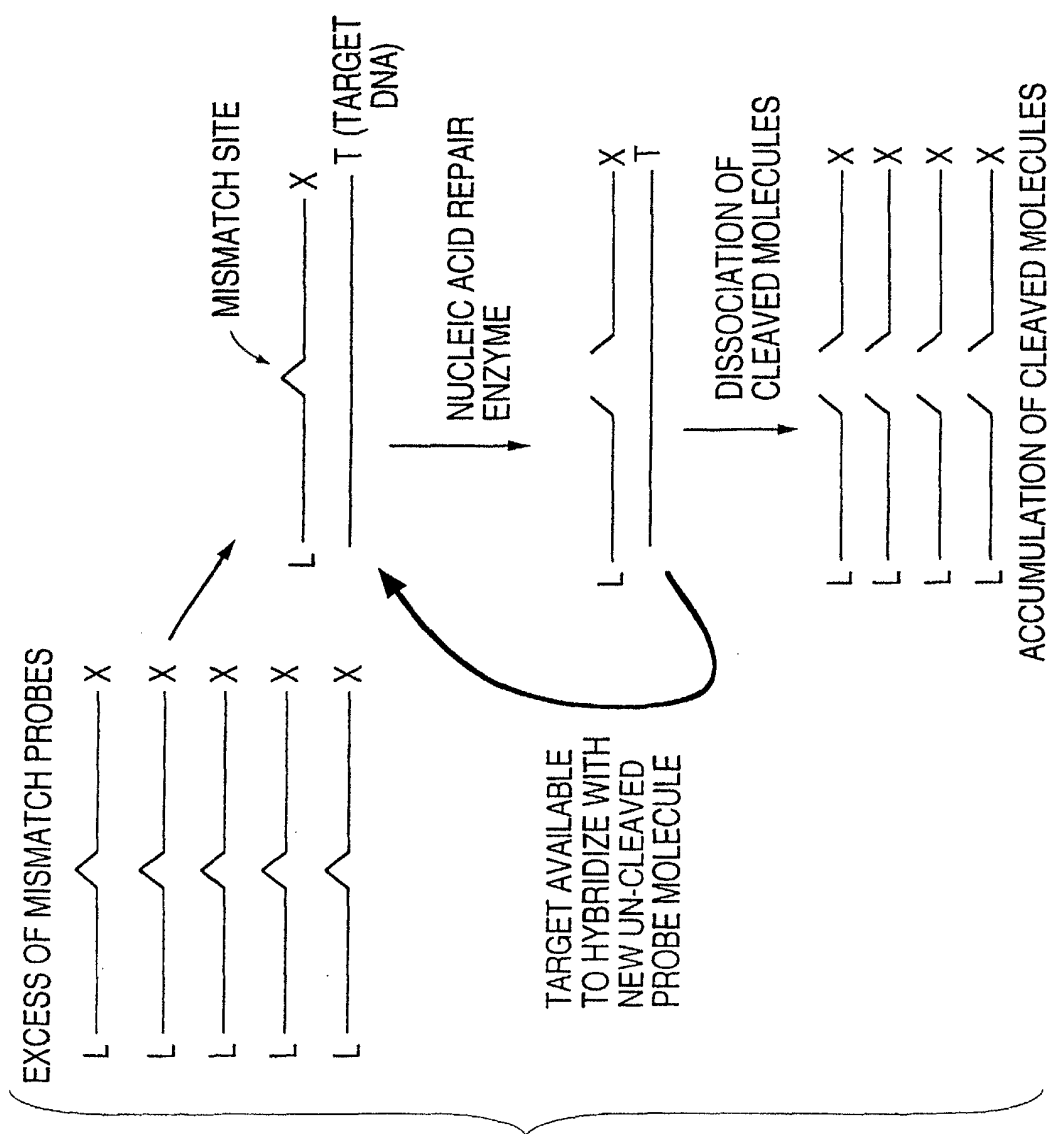 EXCESS OF MISMATCH PROBES
L X
L X
L X
L X
L X
MISMATCH SITE
L X
T (TARGET
DNA)
NUCLEIC ACID REPAIR
ENZYME
TARGET AVAILABLE
TO HYBRIDIZE WITH
NEW UN-CLEAVED
PROBE MOLECULE
L X
T
DISSOCIATION OF
CLEAVED MOLECULES
L X
L X
L X
L X
ACCUMULATION OF CLEAVED MOLECULES